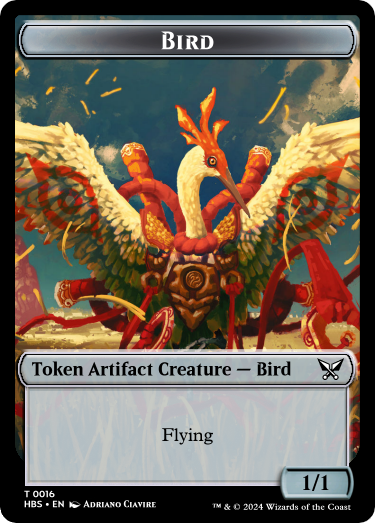 BIRD
Token Artifact Creature — Bird
Flying
1/1
T 0016
HBS • EN ADRIANO CIAVIRE
™ & © 2024 Wizards of the Coast